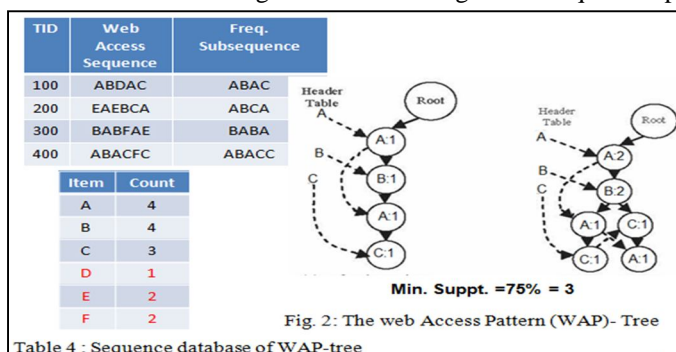 TID Web Access Sequence Freq. Subsequence
100 ABDAC ABAC
200 EAEBCA ABCA
300 BABFAE BABA
400 ABACFC ABACC
Item Count
A 4
B 4
C 3
D 1
E 2
F 2
Header
Table
A
B
C
Root
A:1
B:1
A:1
C:1
Header
Table
A
B
C
Root
A:2
B:2
A:1 C:1
C:1 A:1
Min. Suppt. =75% = 3
Fig. 2: The web Access Pattern (WAP)- Tree
Table 4 : Sequence database of WAP-tree